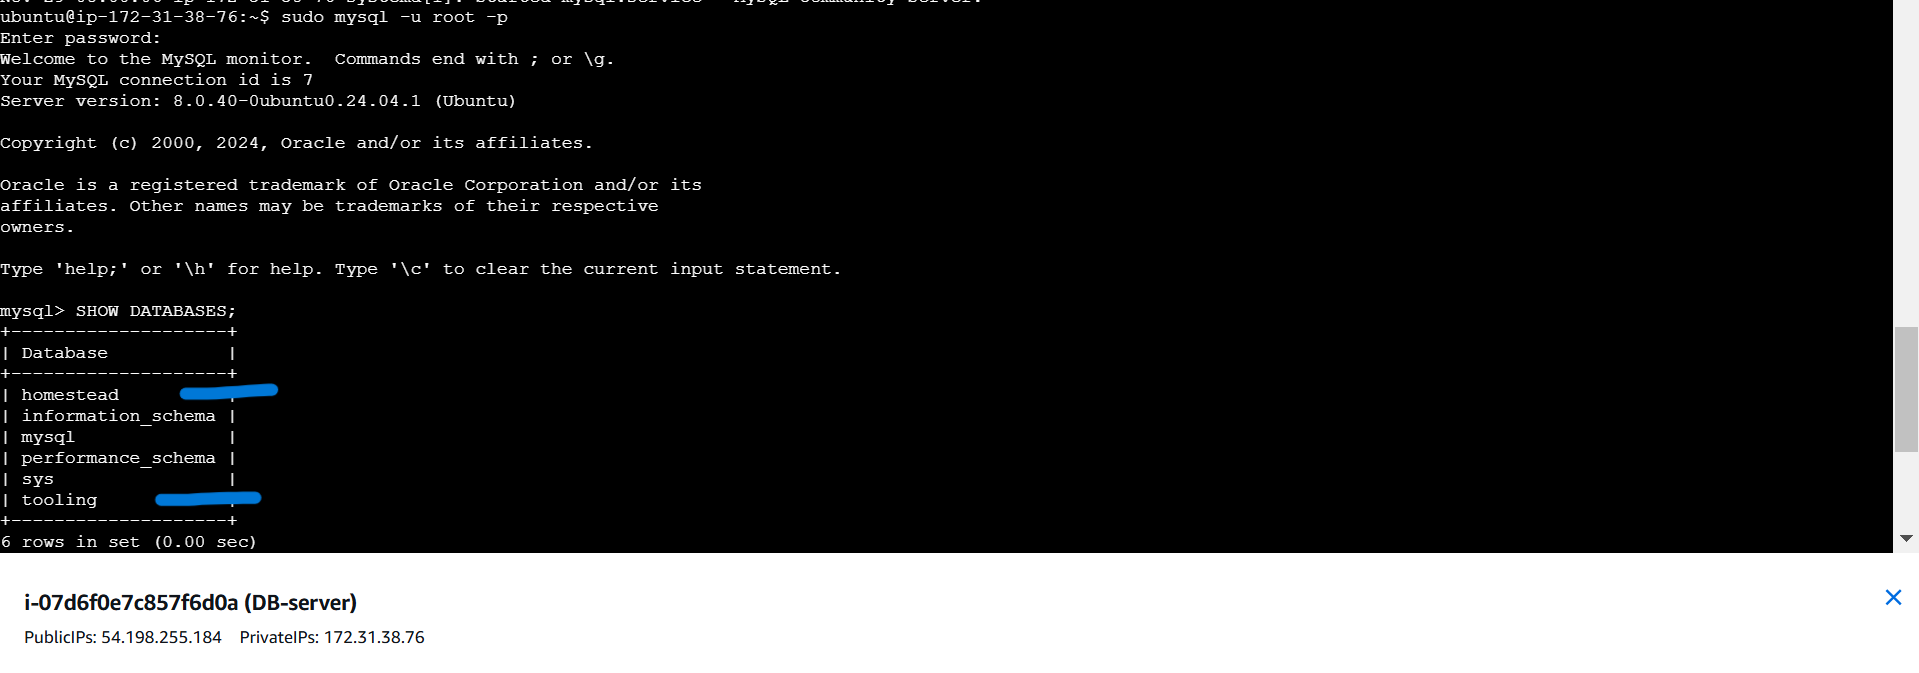 ubuntu@ip-172-31-38-76:~$ sudo mysql -u root -p
Enter password:
Welcome to the MySQL monitor.  Commands end with ; or \g.
Your MySQL connection id is 7
Server version: 8.0.40-0ubuntu0.24.04.1 (Ubuntu)

Copyright (c) 2000, 2024, Oracle and/or its affiliates.

Oracle is a registered trademark of Oracle Corporation and/or its
affiliates. Other names may be trademarks of their respective
owners.

Type 'help;' or '\h' for help. Type '\c' to clear the current input statement.

mysql> SHOW DATABASES;
+--------------------+
| Database           |
+--------------------+
| homestead          |
| information_schema |
| mysql              |
| performance_schema |
| sys                |
| tooling            |
+--------------------+
6 rows in set (0.00 sec)
i-07d6f0e7c857f6d0a (DB-server)
PublicIPs: 54.198.255.184    PrivateIPs: 172.31.38.76